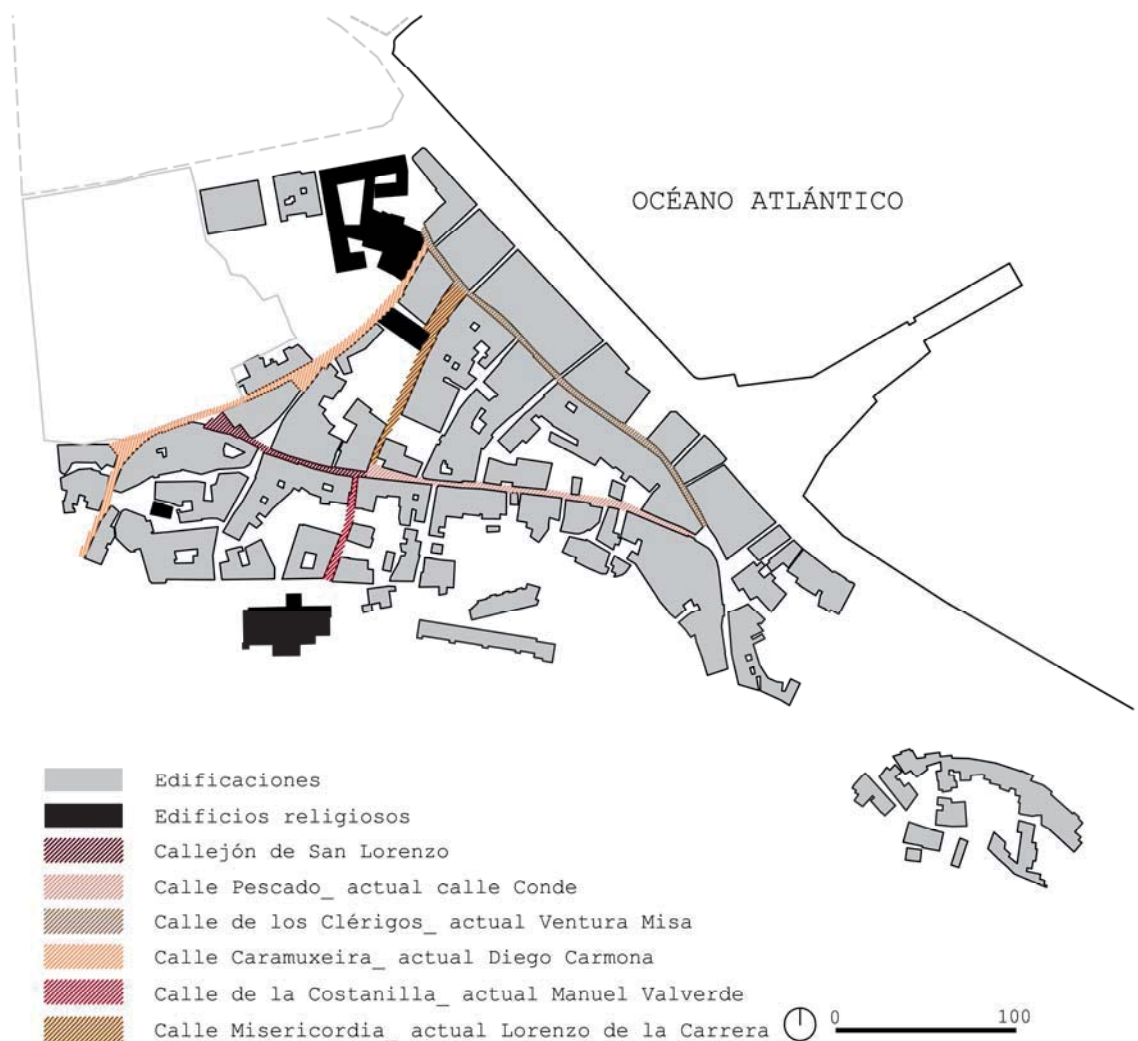 OCÉANO ATLÁNTICO
Edificaciones
Edificios religiosos
Callejón de San Lorenzo
Calle Pescado_ actual calle Conde
Calle de los Clérigos_ actual Ventura Misa
Calle Caramuxeira_ actual Diego Carmona
Calle de la Costanilla_ actual Manuel Valverde
Calle Misericordia_ actual Lorenzo de la Carrera
0 100